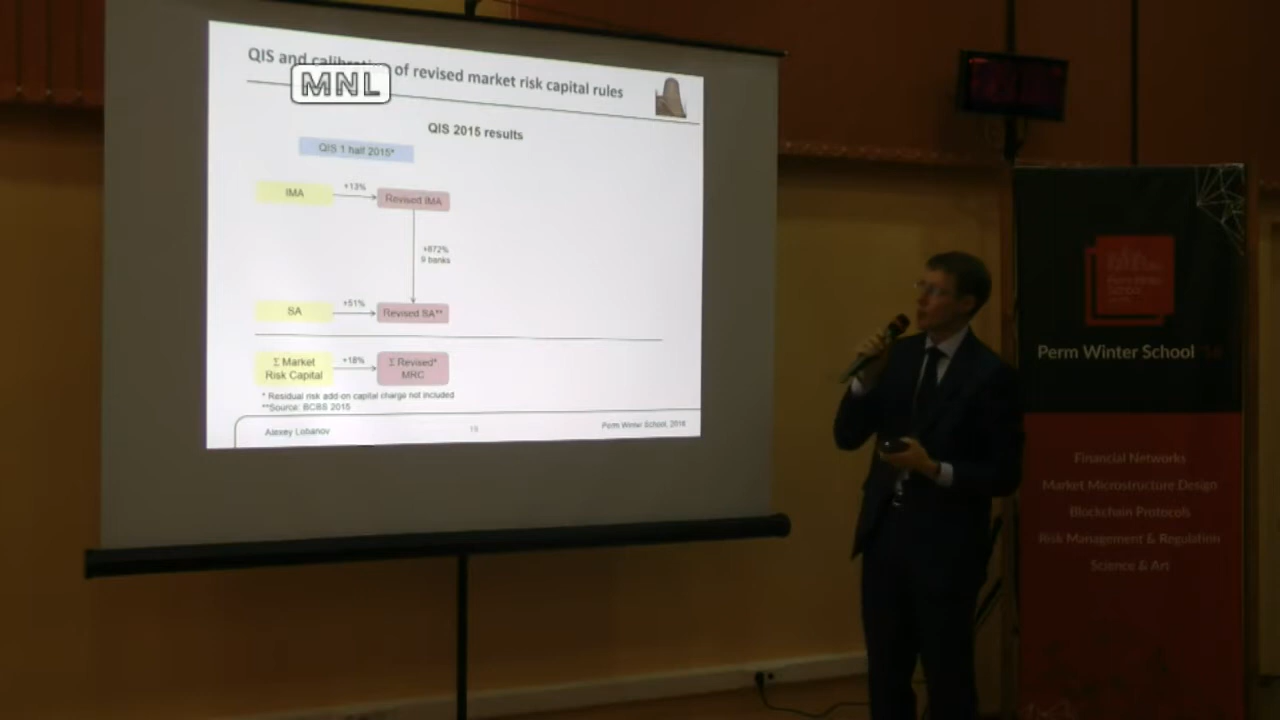 QIS and calibration of revised market risk capital rules
MNL
QIS 2015 results
QIS 1 half 2015*
IMA
+13%
Revised IMA
+872%
9 banks
SA
+51%
Revised SA**
Σ Market
Risk Capital
+18%
Σ Revised*
MRC
* Residual risk add on capital charge not included
**Source: BCBS 2015
Alexey Lobanov
19
Perm Winter School, 2016
Perm Winter School
Financial Networks
Market Microstructure Design
Blockchain Protocols
Risk Management & Regulation
Science & Art